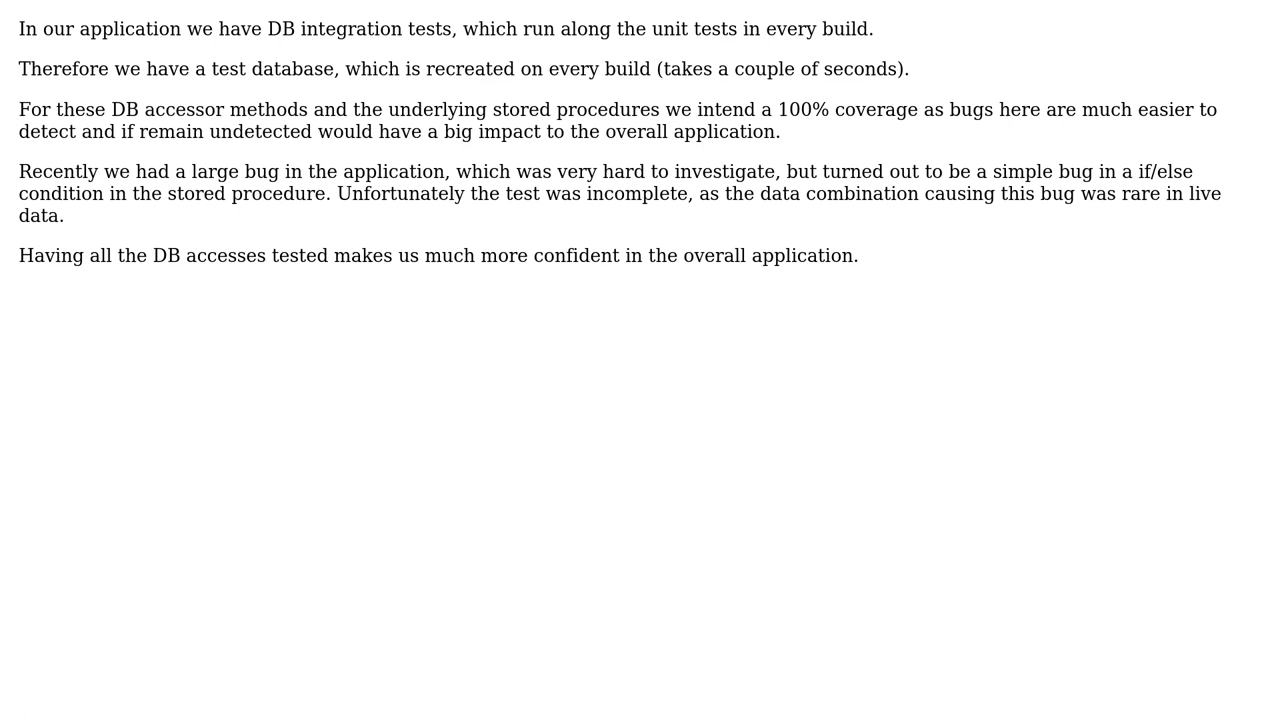 In our application we have DB integration tests, which run along the unit tests in every build.
Therefore we have a test database, which is recreated on every build (takes a couple of seconds).
For these DB accessor methods and the underlying stored procedures we intend a 100% coverage as bugs here are much easier to
detect and if remain undetected would have a big impact to the overall application.
Recently we had a large bug in the application, which was very hard to investigate, but turned out to be a simple bug in a if/else
condition in the stored procedure. Unfortunately the test was incomplete, as the data combination causing this bug was rare in live
data.
Having all the DB accesses tested makes us much more confident in the overall application.